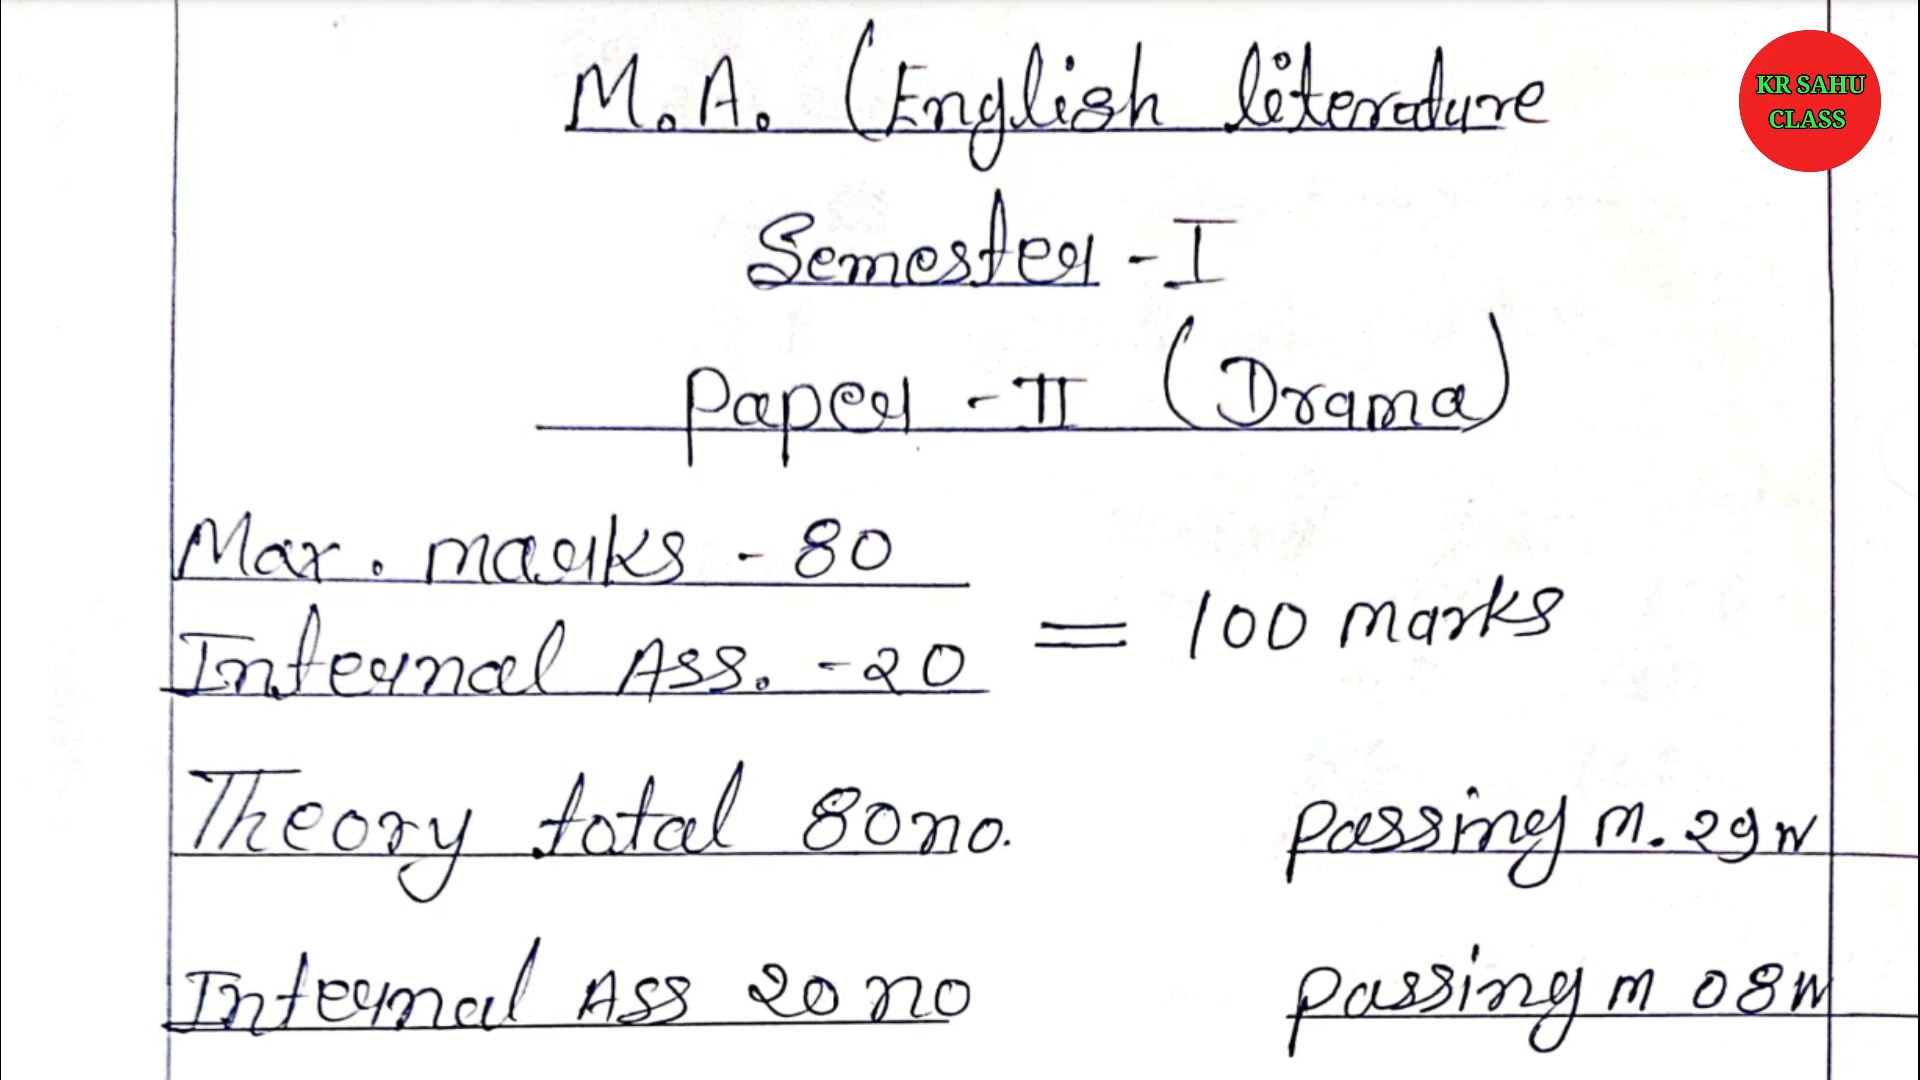 M.A. (English literature
KR SAHU
CLASS
Semester - I
Paper - II (Drama)
Max. marks - 80
Internal Ass. - 20
= 100 marks
Theory total 80 no.
passing m. 29 N
Internal Ass 20 no
passing m 08 N